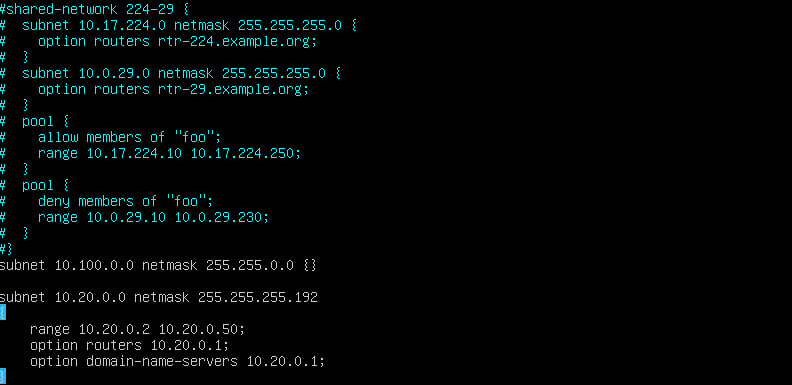 #shared-network 224-29 {
#  subnet 10.17.224.0 netmask 255.255.255.0 {
#    option routers rtr-224.example.org;
#  }
#  subnet 10.0.29.0 netmask 255.255.255.0 {
#    option routers rtr-29.example.org;
#  }
#  pool {
#    allow members of "foo";
#    range 10.17.224.10 10.17.224.250;
#  }
#  pool {
#    deny members of "foo";
#    range 10.0.29.10 10.0.29.230;
#  }
#}
subnet 10.100.0.0 netmask 255.255.0.0 {}

subnet 10.20.0.0 netmask 255.255.255.192
{
    range 10.20.0.2 10.20.0.50;
    option routers 10.20.0.1;
    option domain-name-servers 10.20.0.1;
}